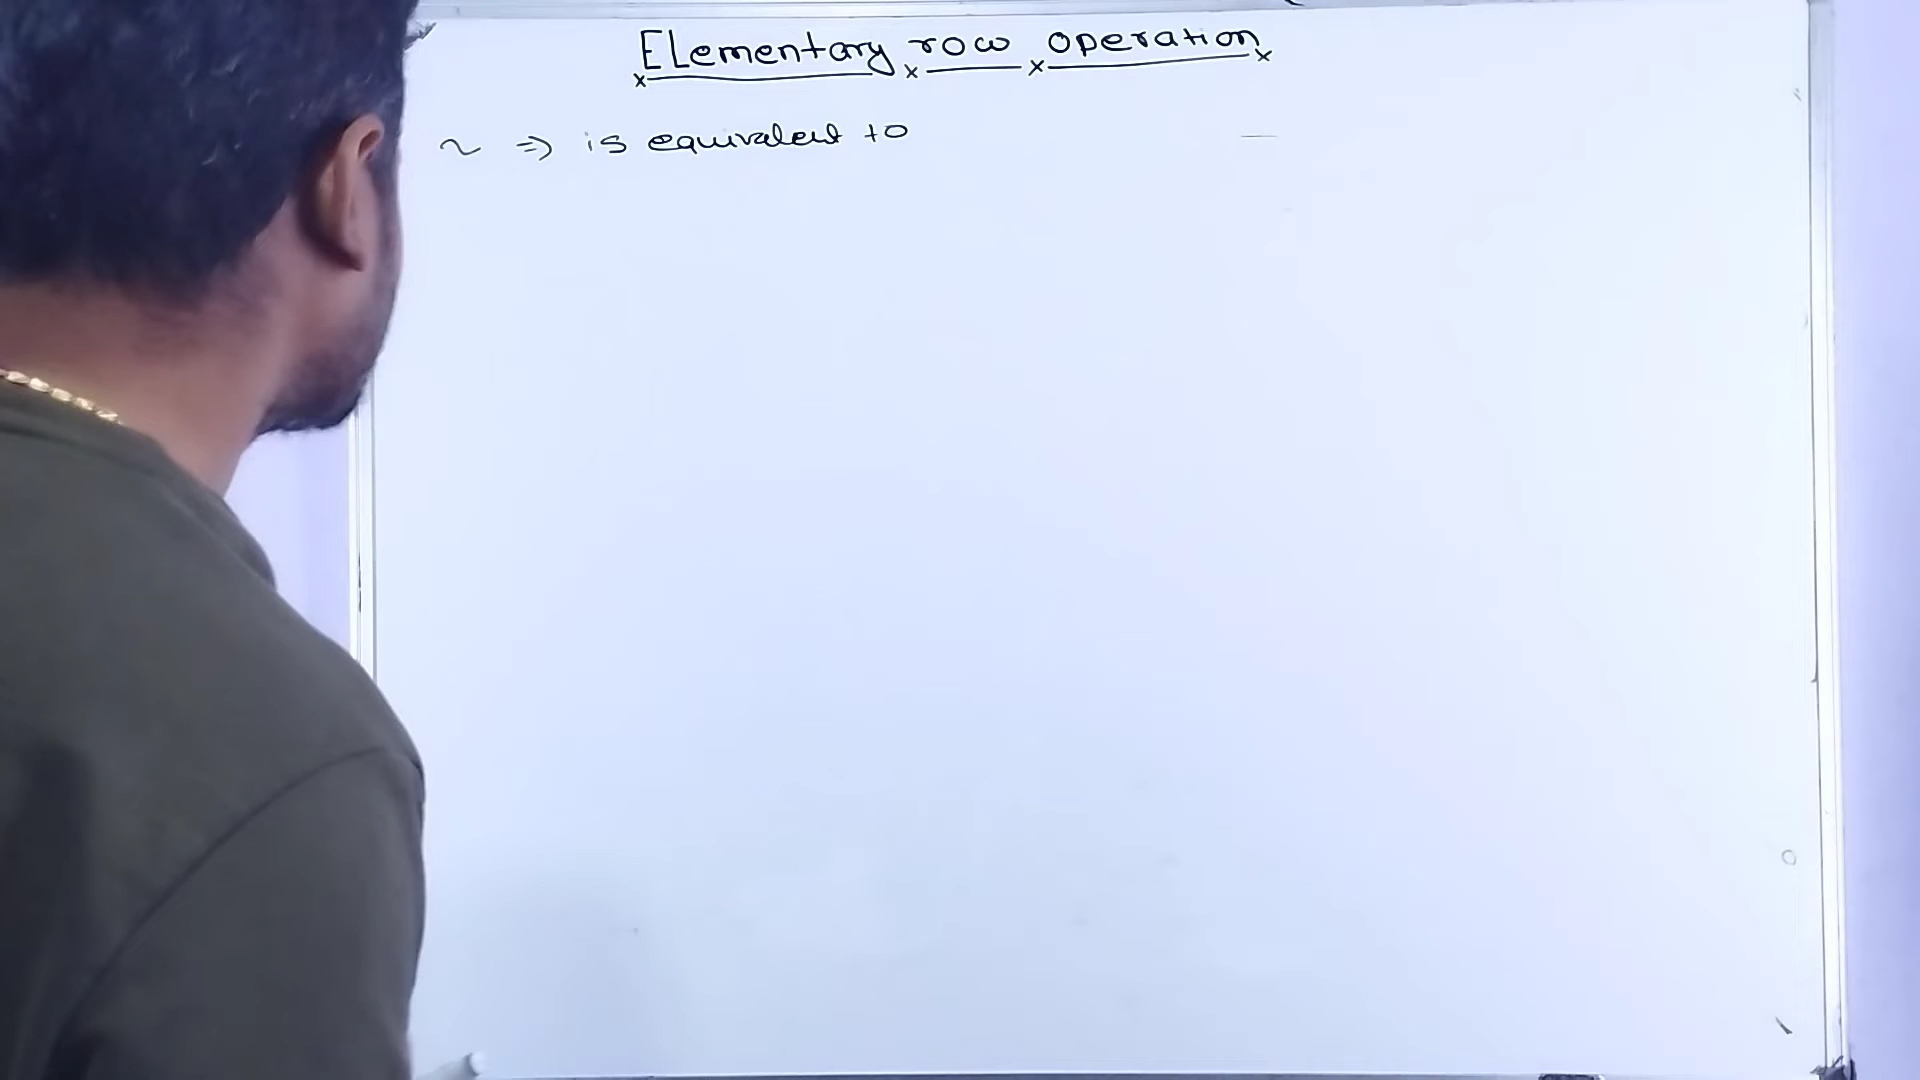 Elementary row operation
~ ⇒ is equivalent to